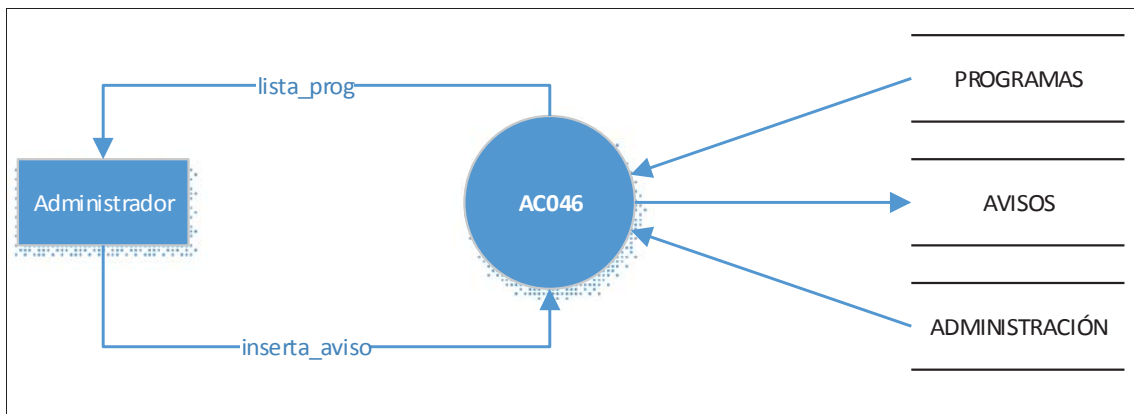 lista_prog
PROGRAMAS
Administrador
AC046
AVISOS
ADMINISTRACIÓN
inserta_aviso